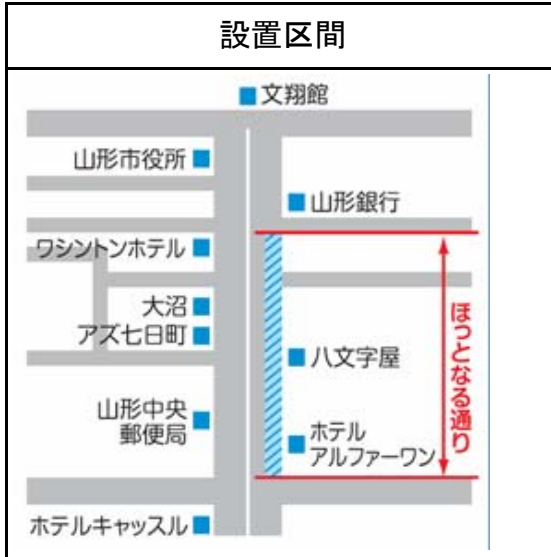 設置区間
文翔館
山形市役所
山形銀行
ワシントンホテル
大沼
アズ七日町
八文字屋
ほっとなる通り
山形中央
郵便局
ホテル
アルファーワン
ホテルキャッスル